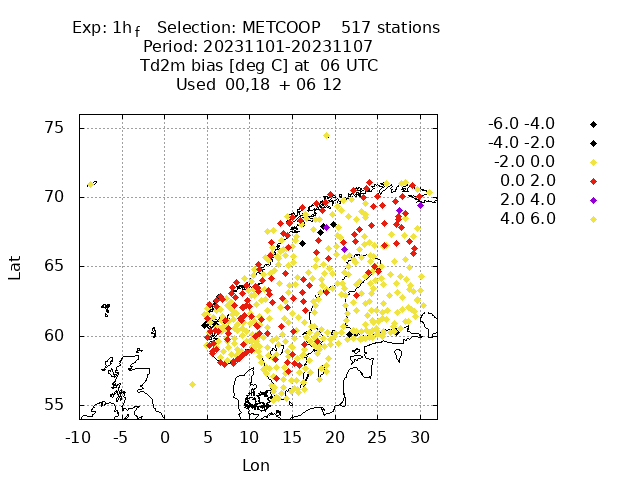 Exp: 1h_f Selection: METCOOP 517 stations
Period: 20231101-20231107
Td2m bias [deg C] at 06 UTC
Used 00,18 + 06 12
-6.0 -4.0
-4.0 -2.0
-2.0 0.0
0.0 2.0
2.0 4.0
4.0 6.0
75
70
65
60
55
Lat
-10 -5 0 5 10 15 20 25 30
Lon